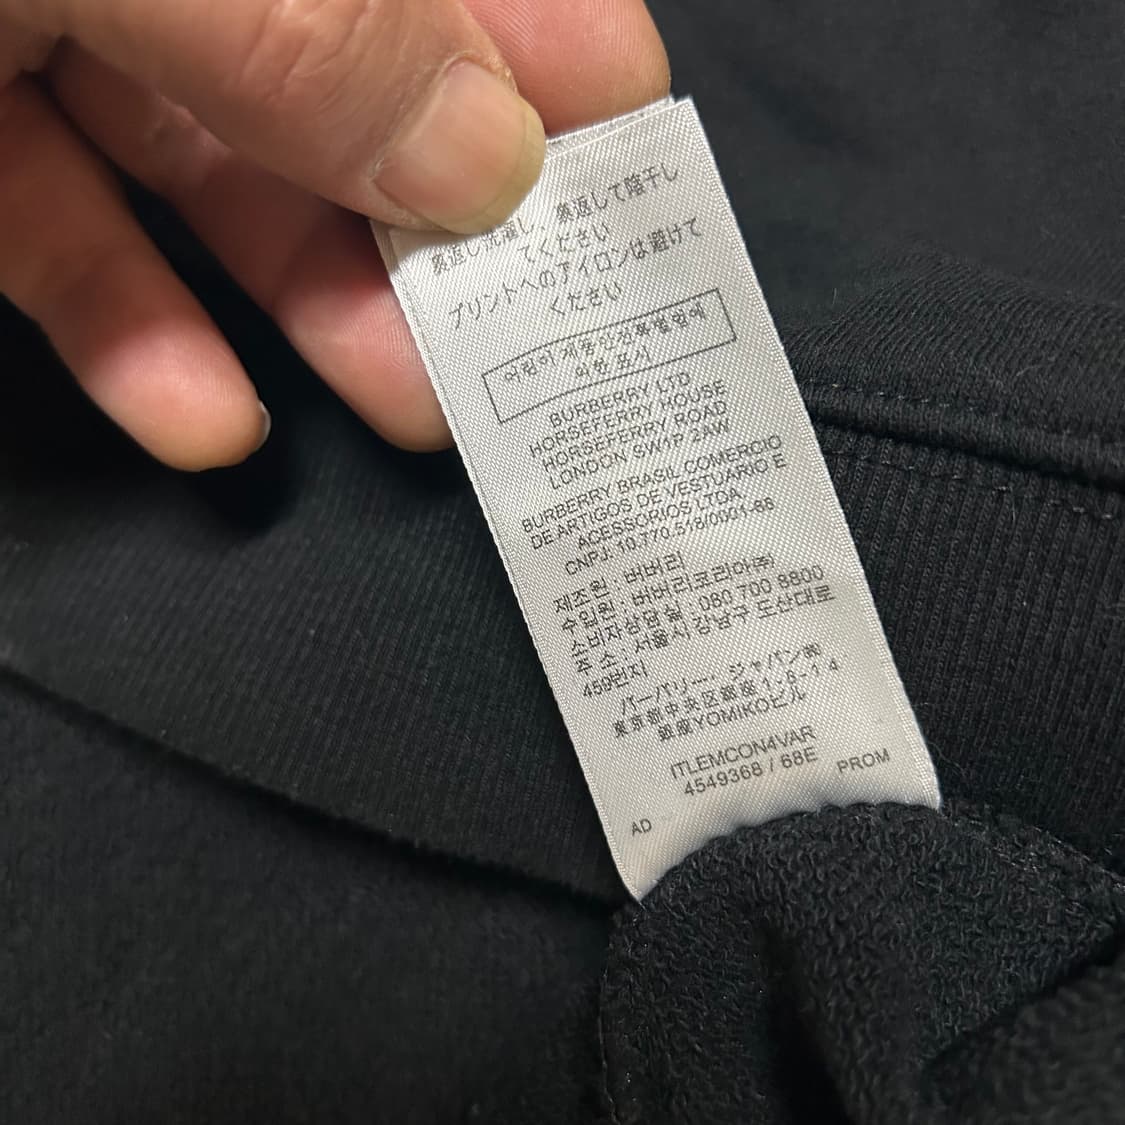 裏返し洗濯し、裏返して陰干し
てください
プリントへのアイロンは避けて
ください
어린이 제품안전특별법에
의한 표시
BURBERRY LTD
HORSEFERRY HOUSE
HORSEFERRY ROAD
LONDON SW1P 2AW
BURBERRY BRASIL COMERCIO
DE ARTIGOS DE VESTUARIO E
ACESSORIOS LTDA
CNPJ: 10.770.518/0001-88
제조원 버버리
수입원 : 버버리코리아㈜
소비자상담실 : 080 700 8800
주 소 : 서울시 강남구 도산대로
459번지
バーバリー・ジャパン㈱
東京都中央区銀座1-8-14
銀座YOMIKOビル
ITLEMCON4VAR
4549368 / 68E
AD PROM